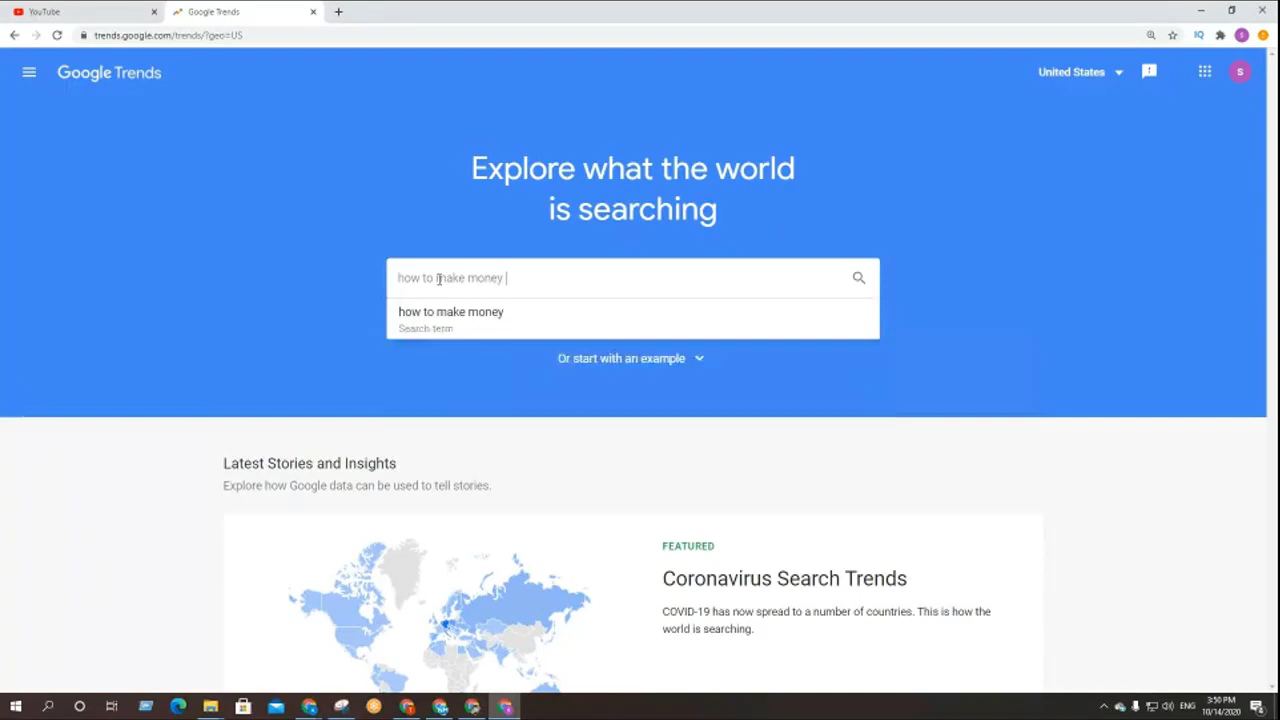 YouTube
Google Trends
trends.google.com/trends/?geo=US
IQ
S
Google Trends
United States
S
Explore what the world
is searching
how to make money
how to make money
Search term
Or start with an example
Latest Stories and Insights
Explore how Google data can be used to tell stories.
FEATURED
Coronavirus Search Trends
COVID-19 has now spread to a number of countries. This is how the
world is searching.
ENG
3:50 PM
10/14/2020